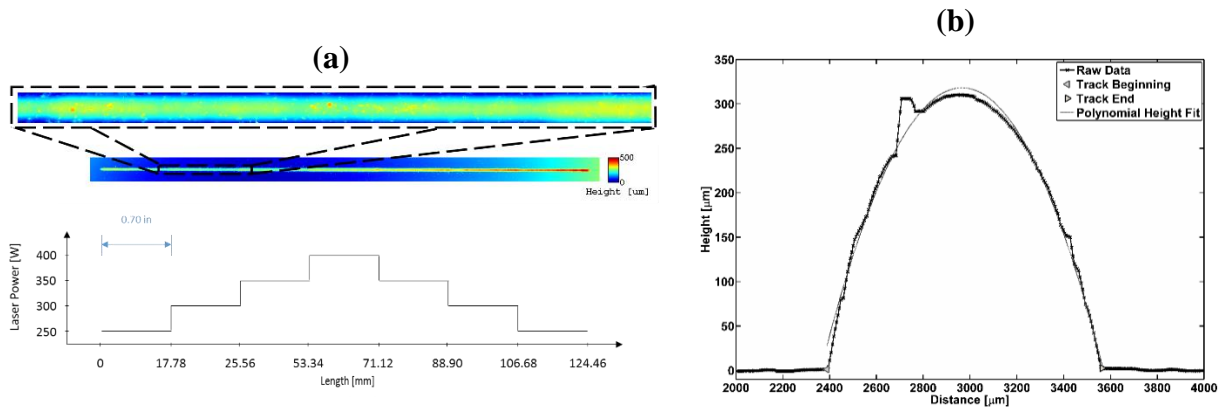 (a)
500
0
Height [um]
0.70 in
Laser Power [W]
400
350
300
250
0 17.78 25.56 53.34 71.12 88.90 106.68 124.46
Length [mm]
(b)
350
300
250
200
150
100
50
0
Height [μm]
Raw Data
Track Beginning
Track End
Polynomial Height Fit
2000 2200 2400 2600 2800 3000 3200 3400 3600 3800 4000
Distance [μm]